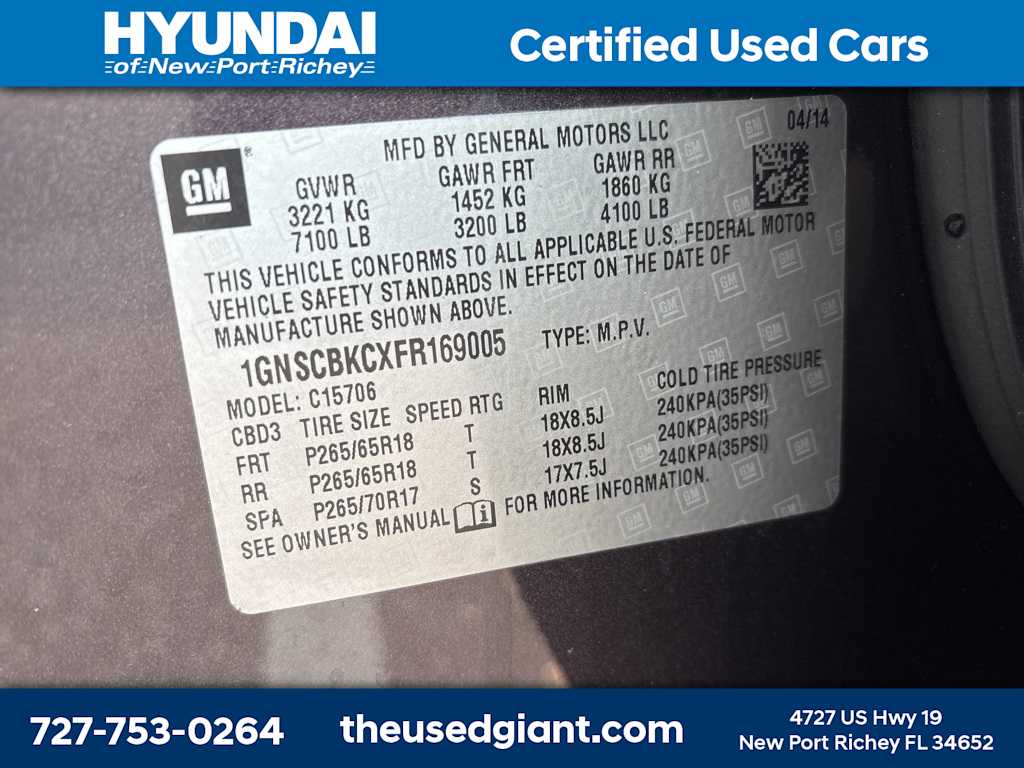 HYUNDAI
of New Port Richey
Certified Used Cars
GM
MFD BY GENERAL MOTORS LLC
04/14
GVWR GAWR FRT GAWR RR
3221 KG 1452 KG 1860 KG
7100 LB 3200 LB 4100 LB
THIS VEHICLE CONFORMS TO ALL APPLICABLE U.S. FEDERAL MOTOR
VEHICLE SAFETY STANDARDS IN EFFECT ON THE DATE OF
MANUFACTURE SHOWN ABOVE.
1GNSCBKCXFR169005 TYPE: M.P.V.
MODEL: C15706
CBD3 TIRE SIZE SPEED RTG RIM COLD TIRE PRESSURE
FRT P265/65R18 T 18X8.5J 240KPA(35PSI)
RR P265/65R18 T 18X8.5J 240KPA(35PSI)
SPA P265/70R17 S 17X7.5J 240KPA(35PSI)
SEE OWNER'S MANUAL FOR MORE INFORMATION.
727-753-0264
theusedgiant.com
4727 US Hwy 19
New Port Richey FL 34652